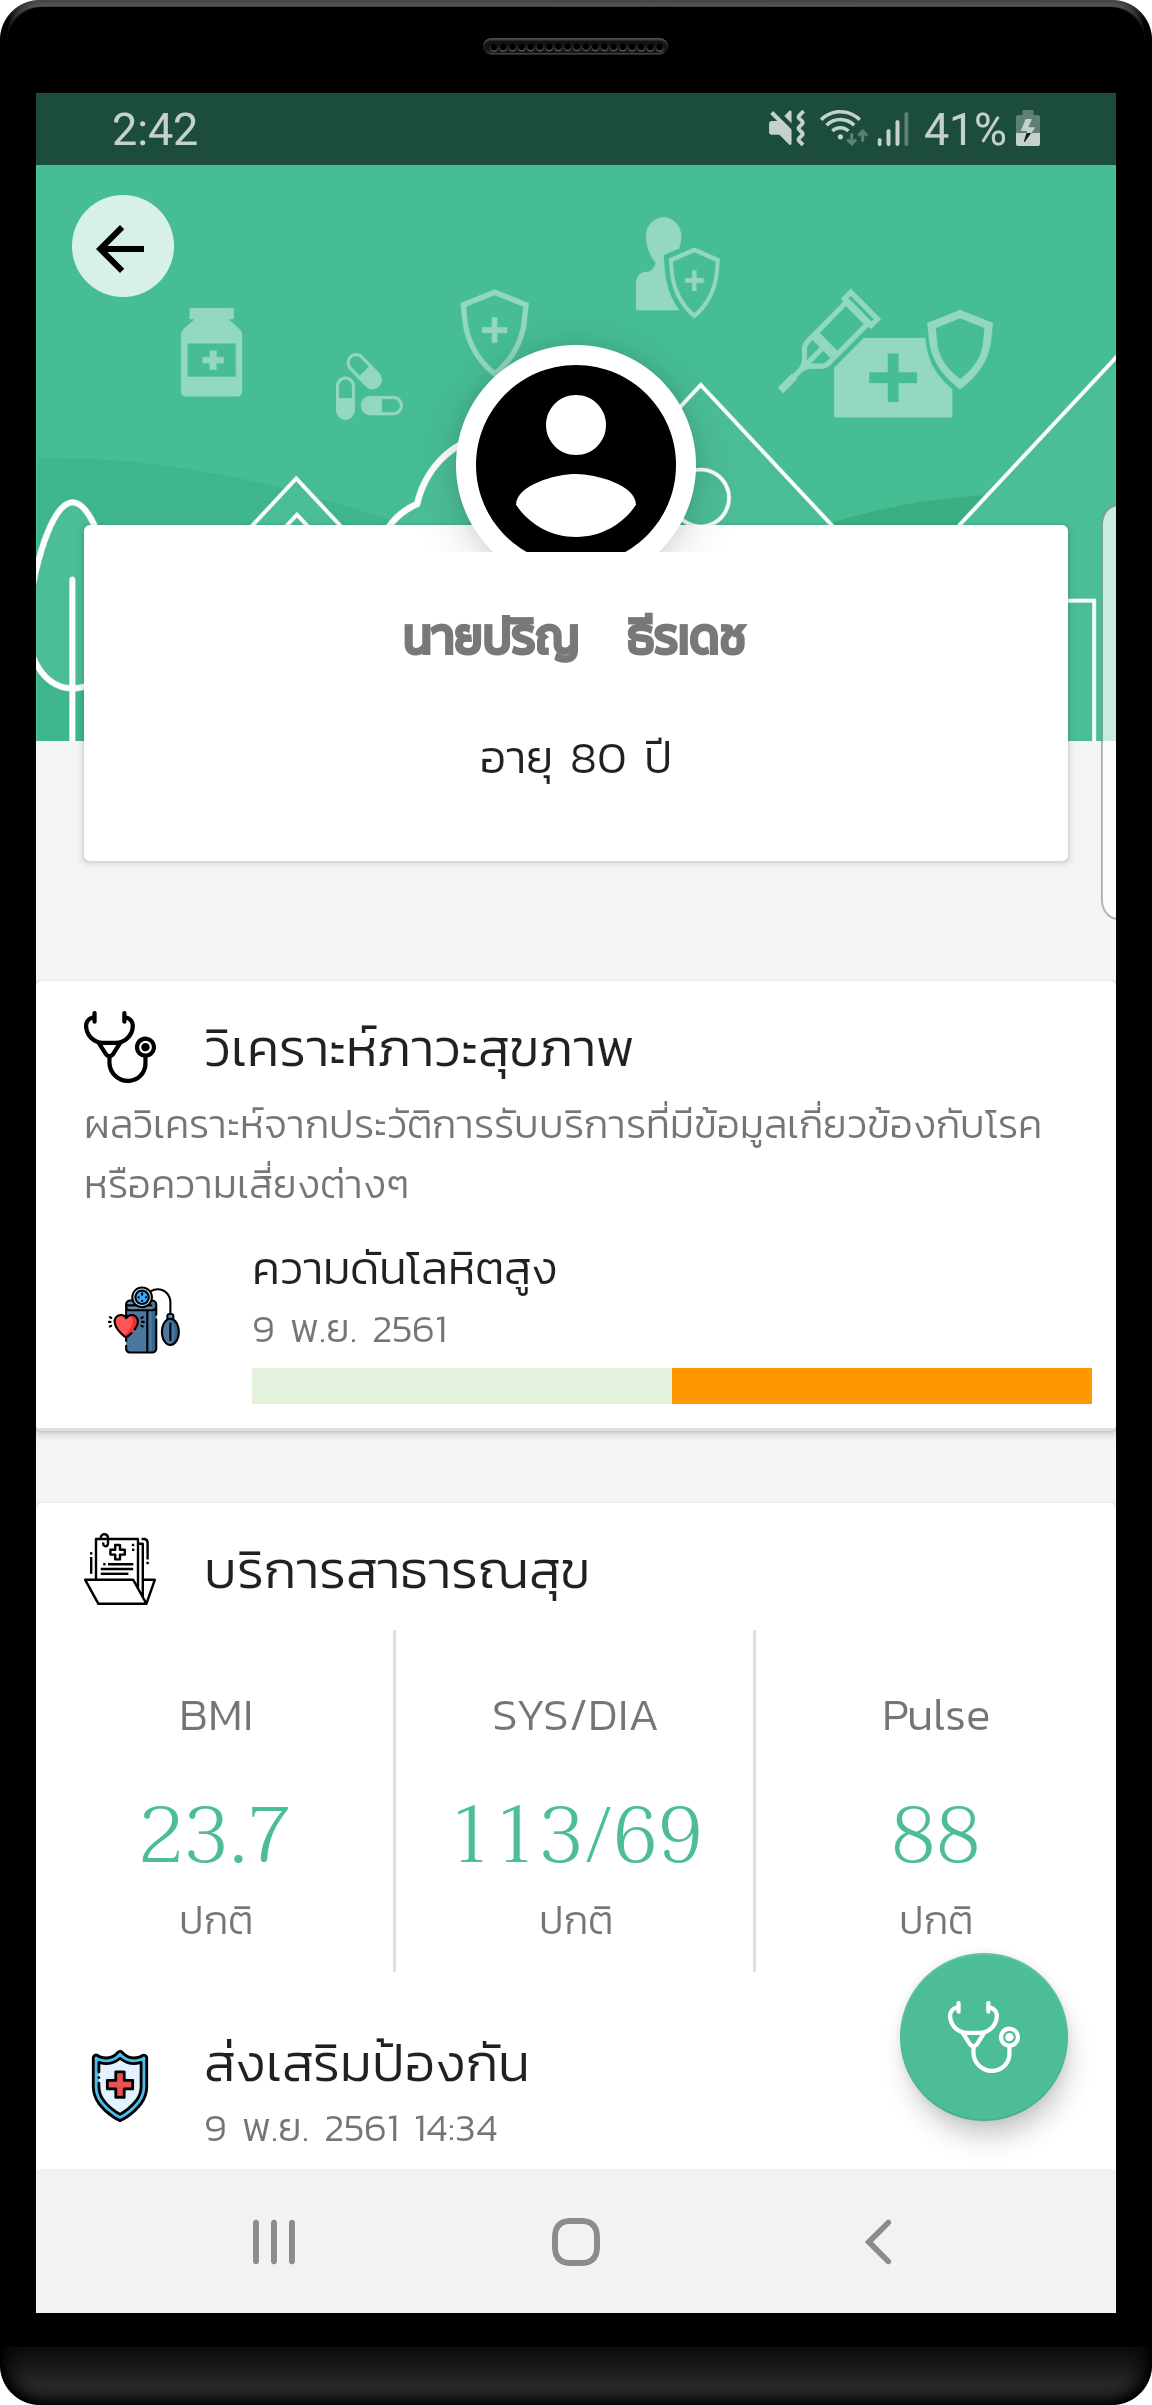 2:42 41%
นายปริญ ธีรเดช
อายุ 80 ปี
วิเคราะห์ภาวะสุขภาพ
ผลวิเคราะห์จากประวัติการรับบริการที่มีข้อมูลเกี่ยวข้องกับโรค
หรือความเสี่ยงต่างๆ
ความดันโลหิตสูง
9 พ.ย. 2561
บริการสาธารณสุข
BMI SYS/DIA Pulse
23.7 113/69 88
ปกติ ปกติ ปกติ
ส่งเสริมป้องกัน
9 พ.ย. 2561 14:34